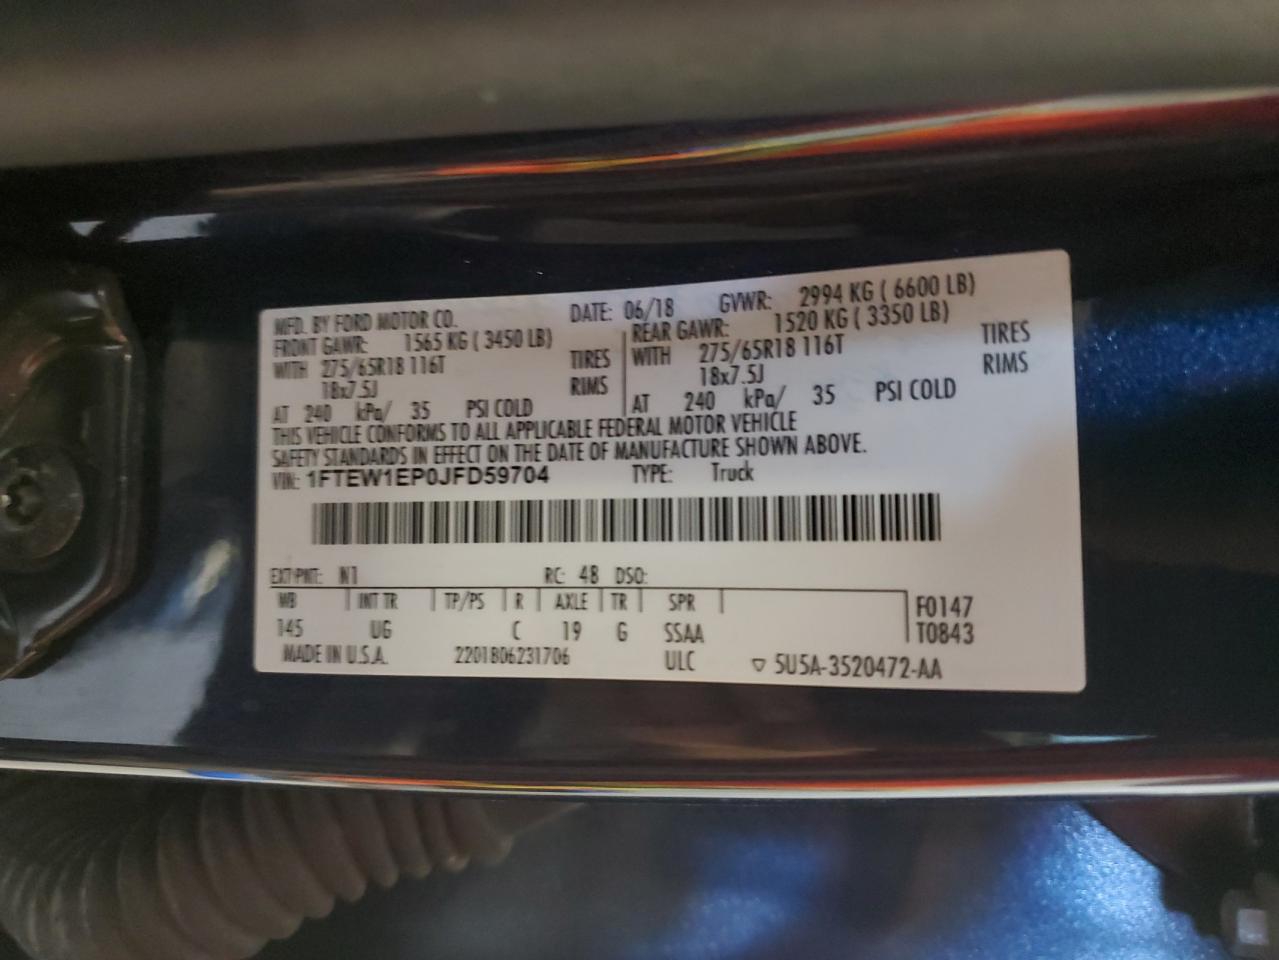 MFD. BY FORD MOTOR CO. DATE: 06/18 GVWR: 2994 KG ( 6600 LB)
FRONT GAWR: 1565 KG ( 3450 LB) REAR GAWR: 1520 KG ( 3350 LB)
WITH 275/65R18 116T TIRES WITH 275/65R18 116T TIRES
18x7.5J RIMS 18x7.5J RIMS
AT 240 kPa/ 35 PSI COLD AT 240 kPa/ 35 PSI COLD
THIS VEHICLE CONFORMS TO ALL APPLICABLE FEDERAL MOTOR VEHICLE
SAFETY STANDARDS IN EFFECT ON THE DATE OF MANUFACTURE SHOWN ABOVE.
VIN: 1FTEW1EP0JFD59704 TYPE: Truck
EXT PNT: N1 RC: 48 DSO:
WB INT TR TP/PS R AXLE TR SPR F0147
145 UG C 19 G SSAA T0843
MADE IN U.S.A. 2201806231706 ULC ▽ 5U5A-3520472-AA